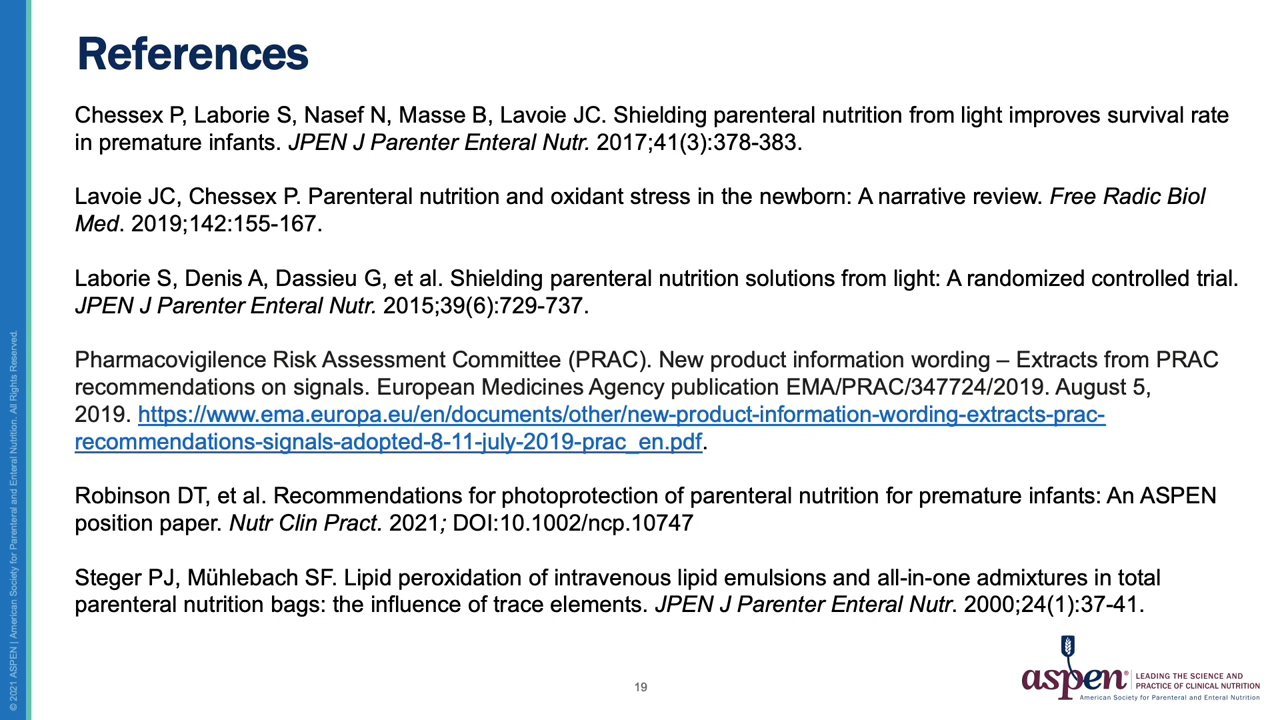 References
Chessex P, Laborie S, Nasef N, Masse B, Lavoie JC. Shielding parenteral nutrition from light improves survival rate
in premature infants. JPEN J Parenter Enteral Nutr. 2017;41(3):378-383.
Lavoie JC, Chessex P. Parenteral nutrition and oxidant stress in the newborn: A narrative review. Free Radic Biol
Med. 2019;142:155-167.
Laborie S, Denis A, Dassieu G, et al. Shielding parenteral nutrition solutions from light: A randomized controlled trial.
JPEN J Parenter Enteral Nutr. 2015;39(6):729-737.
Pharmacovigilence Risk Assessment Committee (PRAC). New product information wording – Extracts from PRAC
recommendations on signals. European Medicines Agency publication EMA/PRAC/347724/2019. August 5,
2019. https://www.ema.europa.eu/en/documents/other/new-product-information-wording-extracts-prac-
recommendations-signals-adopted-8-11-july-2019-prac_en.pdf.
Robinson DT, et al. Recommendations for photoprotection of parenteral nutrition for premature infants: An ASPEN
position paper. Nutr Clin Pract. 2021; DOI:10.1002/ncp.10747
Steger PJ, Mühlebach SF. Lipid peroxidation of intravenous lipid emulsions and all-in-one admixtures in total
parenteral nutrition bags: the influence of trace elements. JPEN J Parenter Enteral Nutr. 2000;24(1):37-41.
© 2021 ASPEN | American Society for Parenteral and Enteral Nutrition. All Rights Reserved.
19
aspen®
LEADING THE SCIENCE AND
PRACTICE OF CLINICAL NUTRITION
American Society for Parenteral and Enteral Nutrition